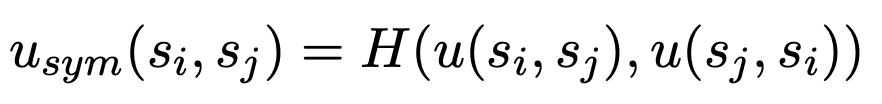 u_{sym}(s_i, s_j) = H(u(s_i, s_j), u(s_j, s_i))